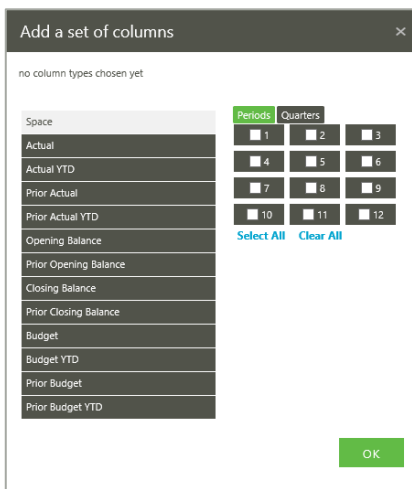 Add a set of columns ×
no column types chosen yet
Space
Actual
Actual YTD
Prior Actual
Prior Actual YTD
Opening Balance
Prior Opening Balance
Closing Balance
Prior Closing Balance
Budget
Budget YTD
Prior Budget
Prior Budget YTD
Periods Quarters
1 2 3
4 5 6
7 8 9
10 11 12
Select All Clear All
OK